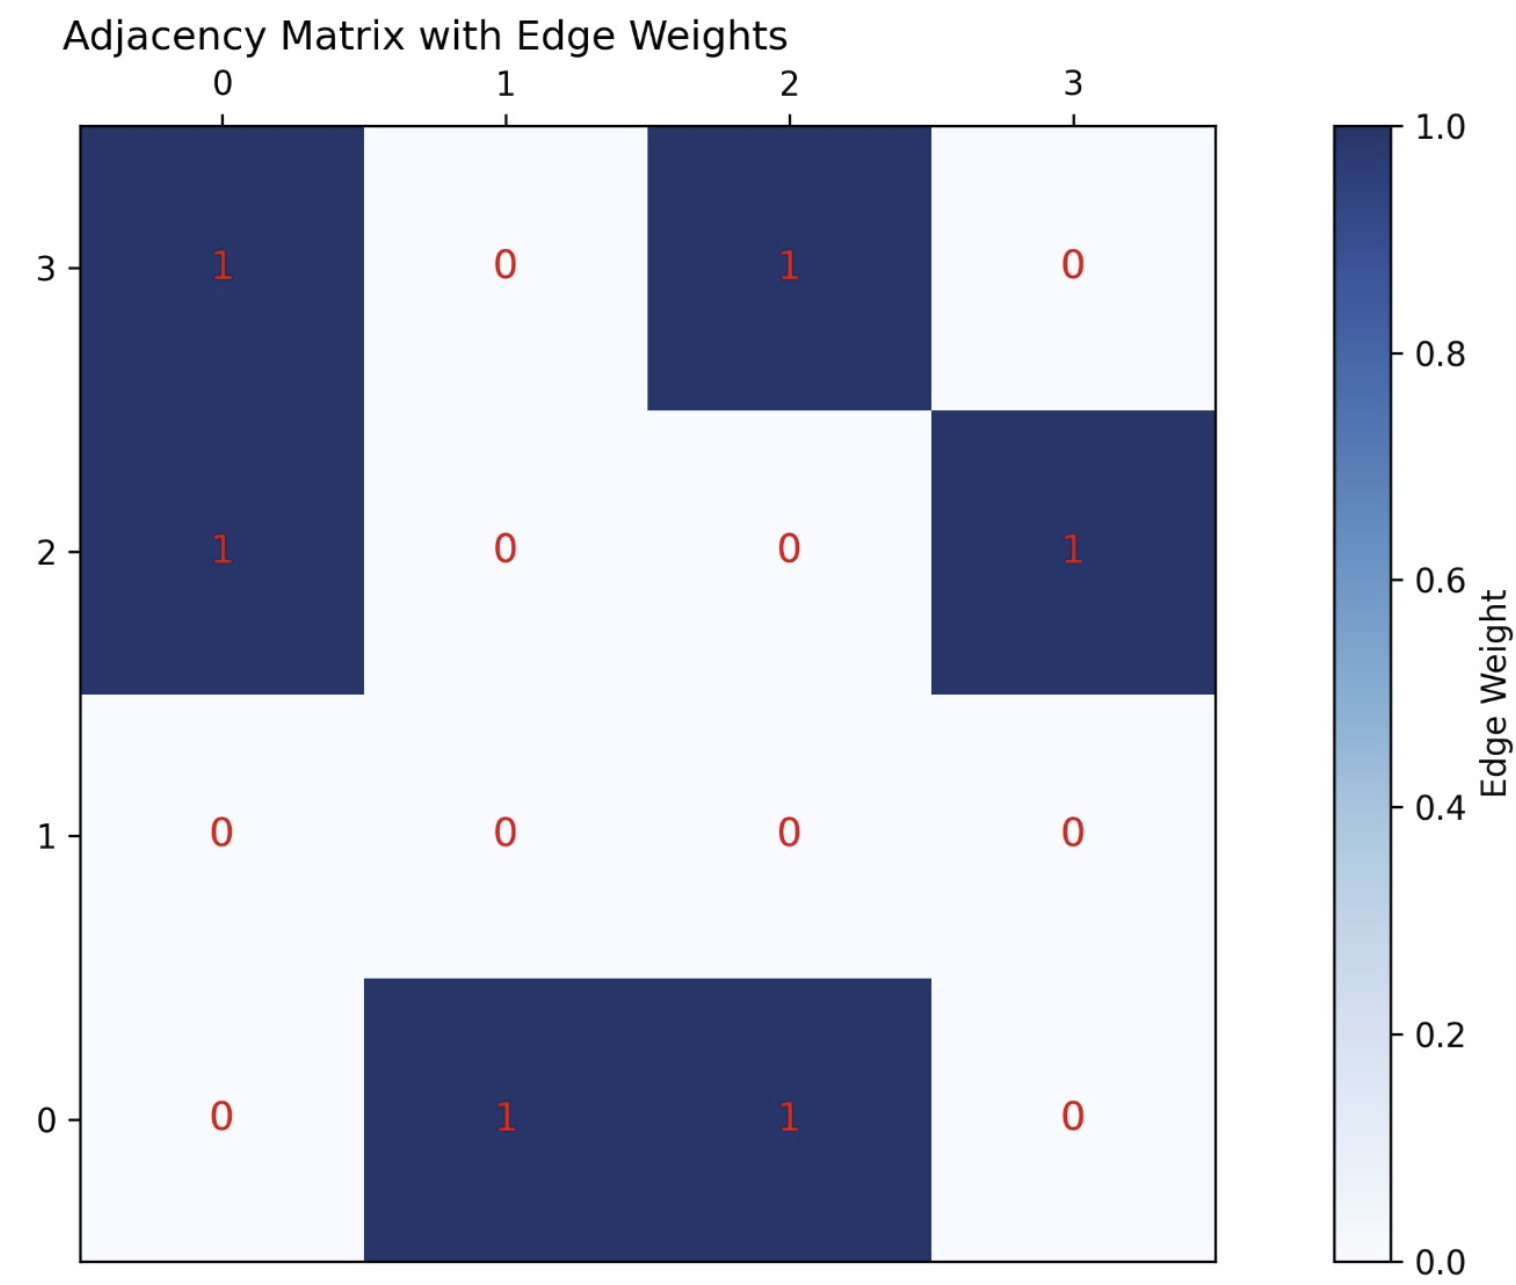 Adjacency Matrix with Edge Weights
0 1 2 3
3 1 0 1 0
2 1 0 0 1
1 0 0 0 0
0 0 1 1 0
1.0
0.8
0.6
0.4
0.2
0.0
Edge Weight